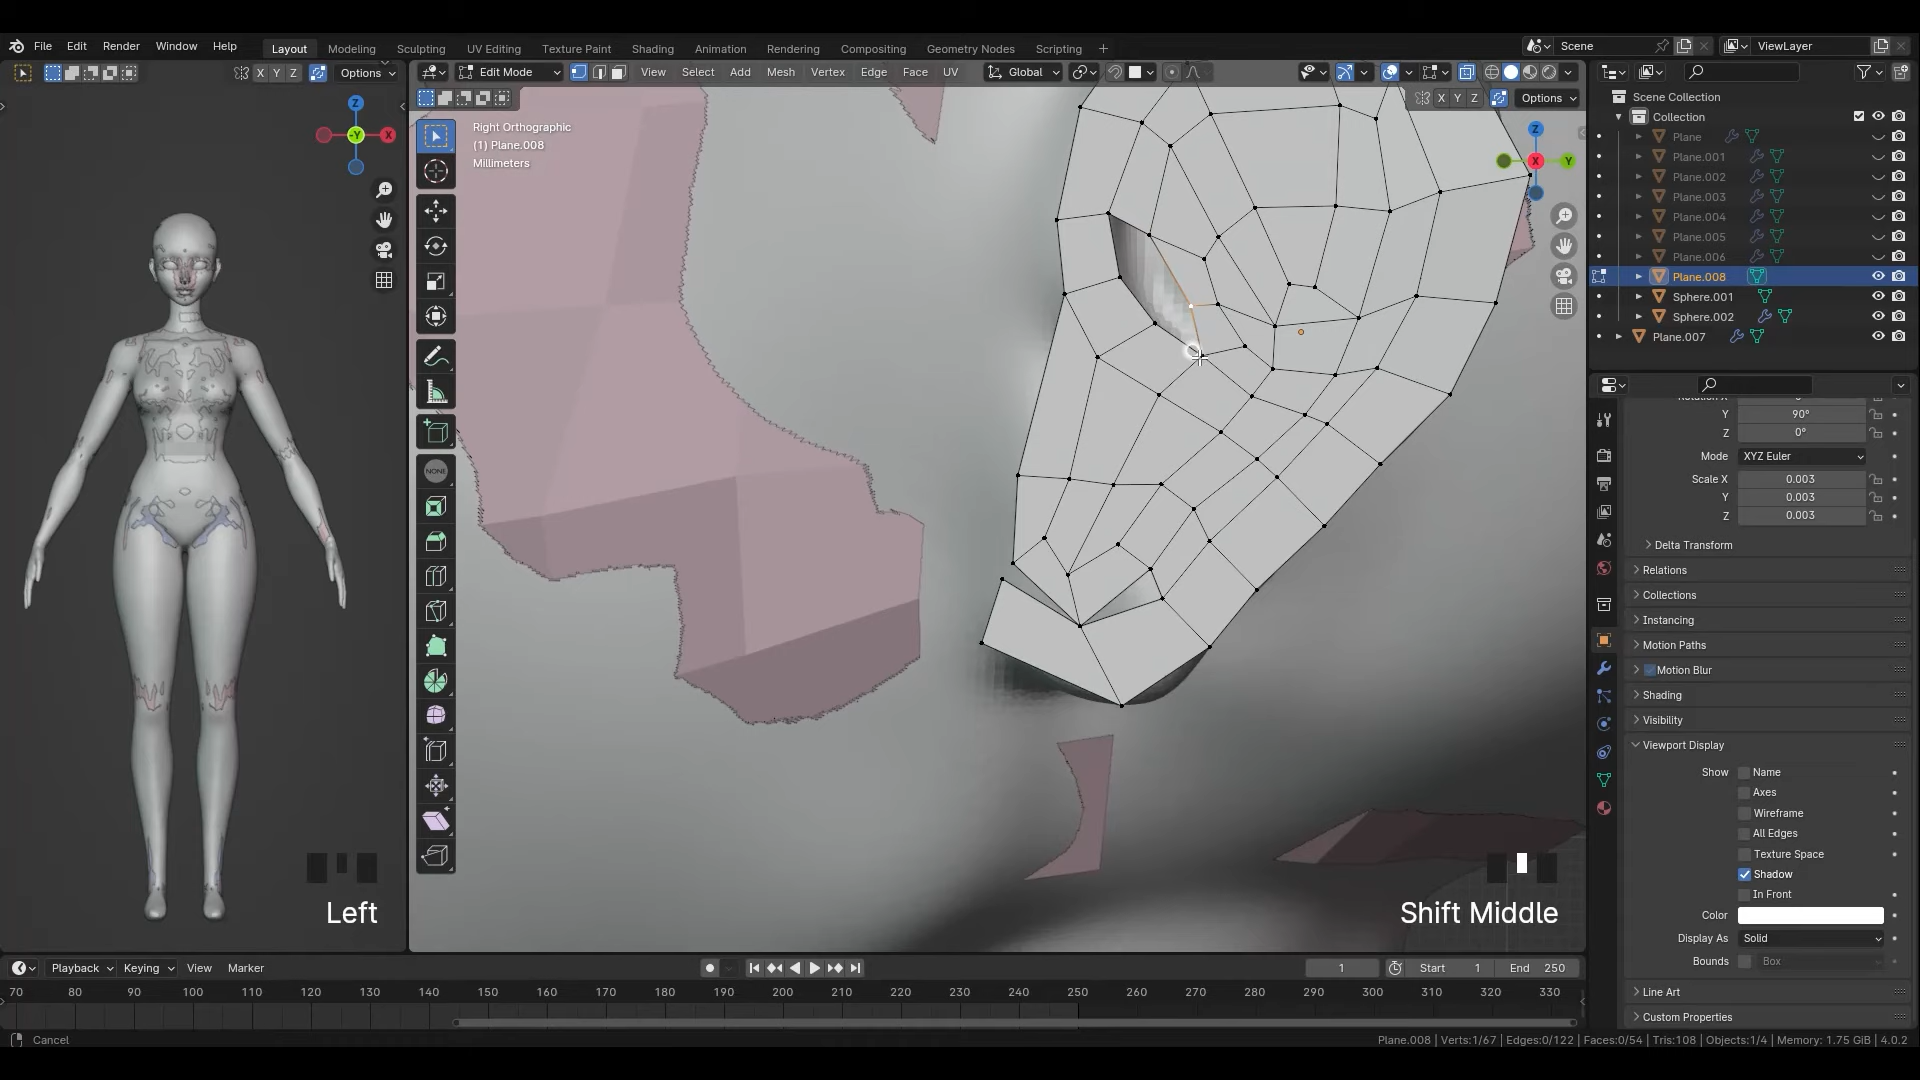 File Edit Render Window Help
Layout Modeling Sculpting UV Editing Texture Paint Shading Animation Rendering Compositing Geometry Nodes Scripting +
Scene
ViewLayer
X Y Z Options
Edit Mode View Select Add Mesh Vertex Edge Face UV Global
X Y Z Options
Right Orthographic
(1) Plane.008
Millimeters
Z
Y
X
Z
X
Y
NONE
Scene Collection
Collection
Plane
Plane.001
Plane.002
Plane.003
Plane.004
Plane.005
Plane.006
Plane.008
Sphere.001
Sphere.002
Plane.007
Y 90°
Z 0°
Mode XYZ Euler
Scale X 0.003
Y 0.003
Z 0.003
Delta Transform
Relations
Collections
Instancing
Motion Paths
Motion Blur
Shading
Visibility
Viewport Display
Show Name
Axes
Wireframe
All Edges
Texture Space
Shadow
In Front
Color
Display As Solid
Bounds Box
Line Art
Custom Properties
Left
Shift Middle
Playback Keying View Marker
1 Start 1 End 250
70 80 90 100 110 120 130 140 150 160 170 180 190 200 210 220 230 240 250 260 270 280 290 300 310 320 330
Cancel
Plane.008 | Verts:1/67 | Edges:0/122 | Faces:0/54 | Tris:108 | Objects:1/4 | Memory: 1.75 GiB | 4.0.2